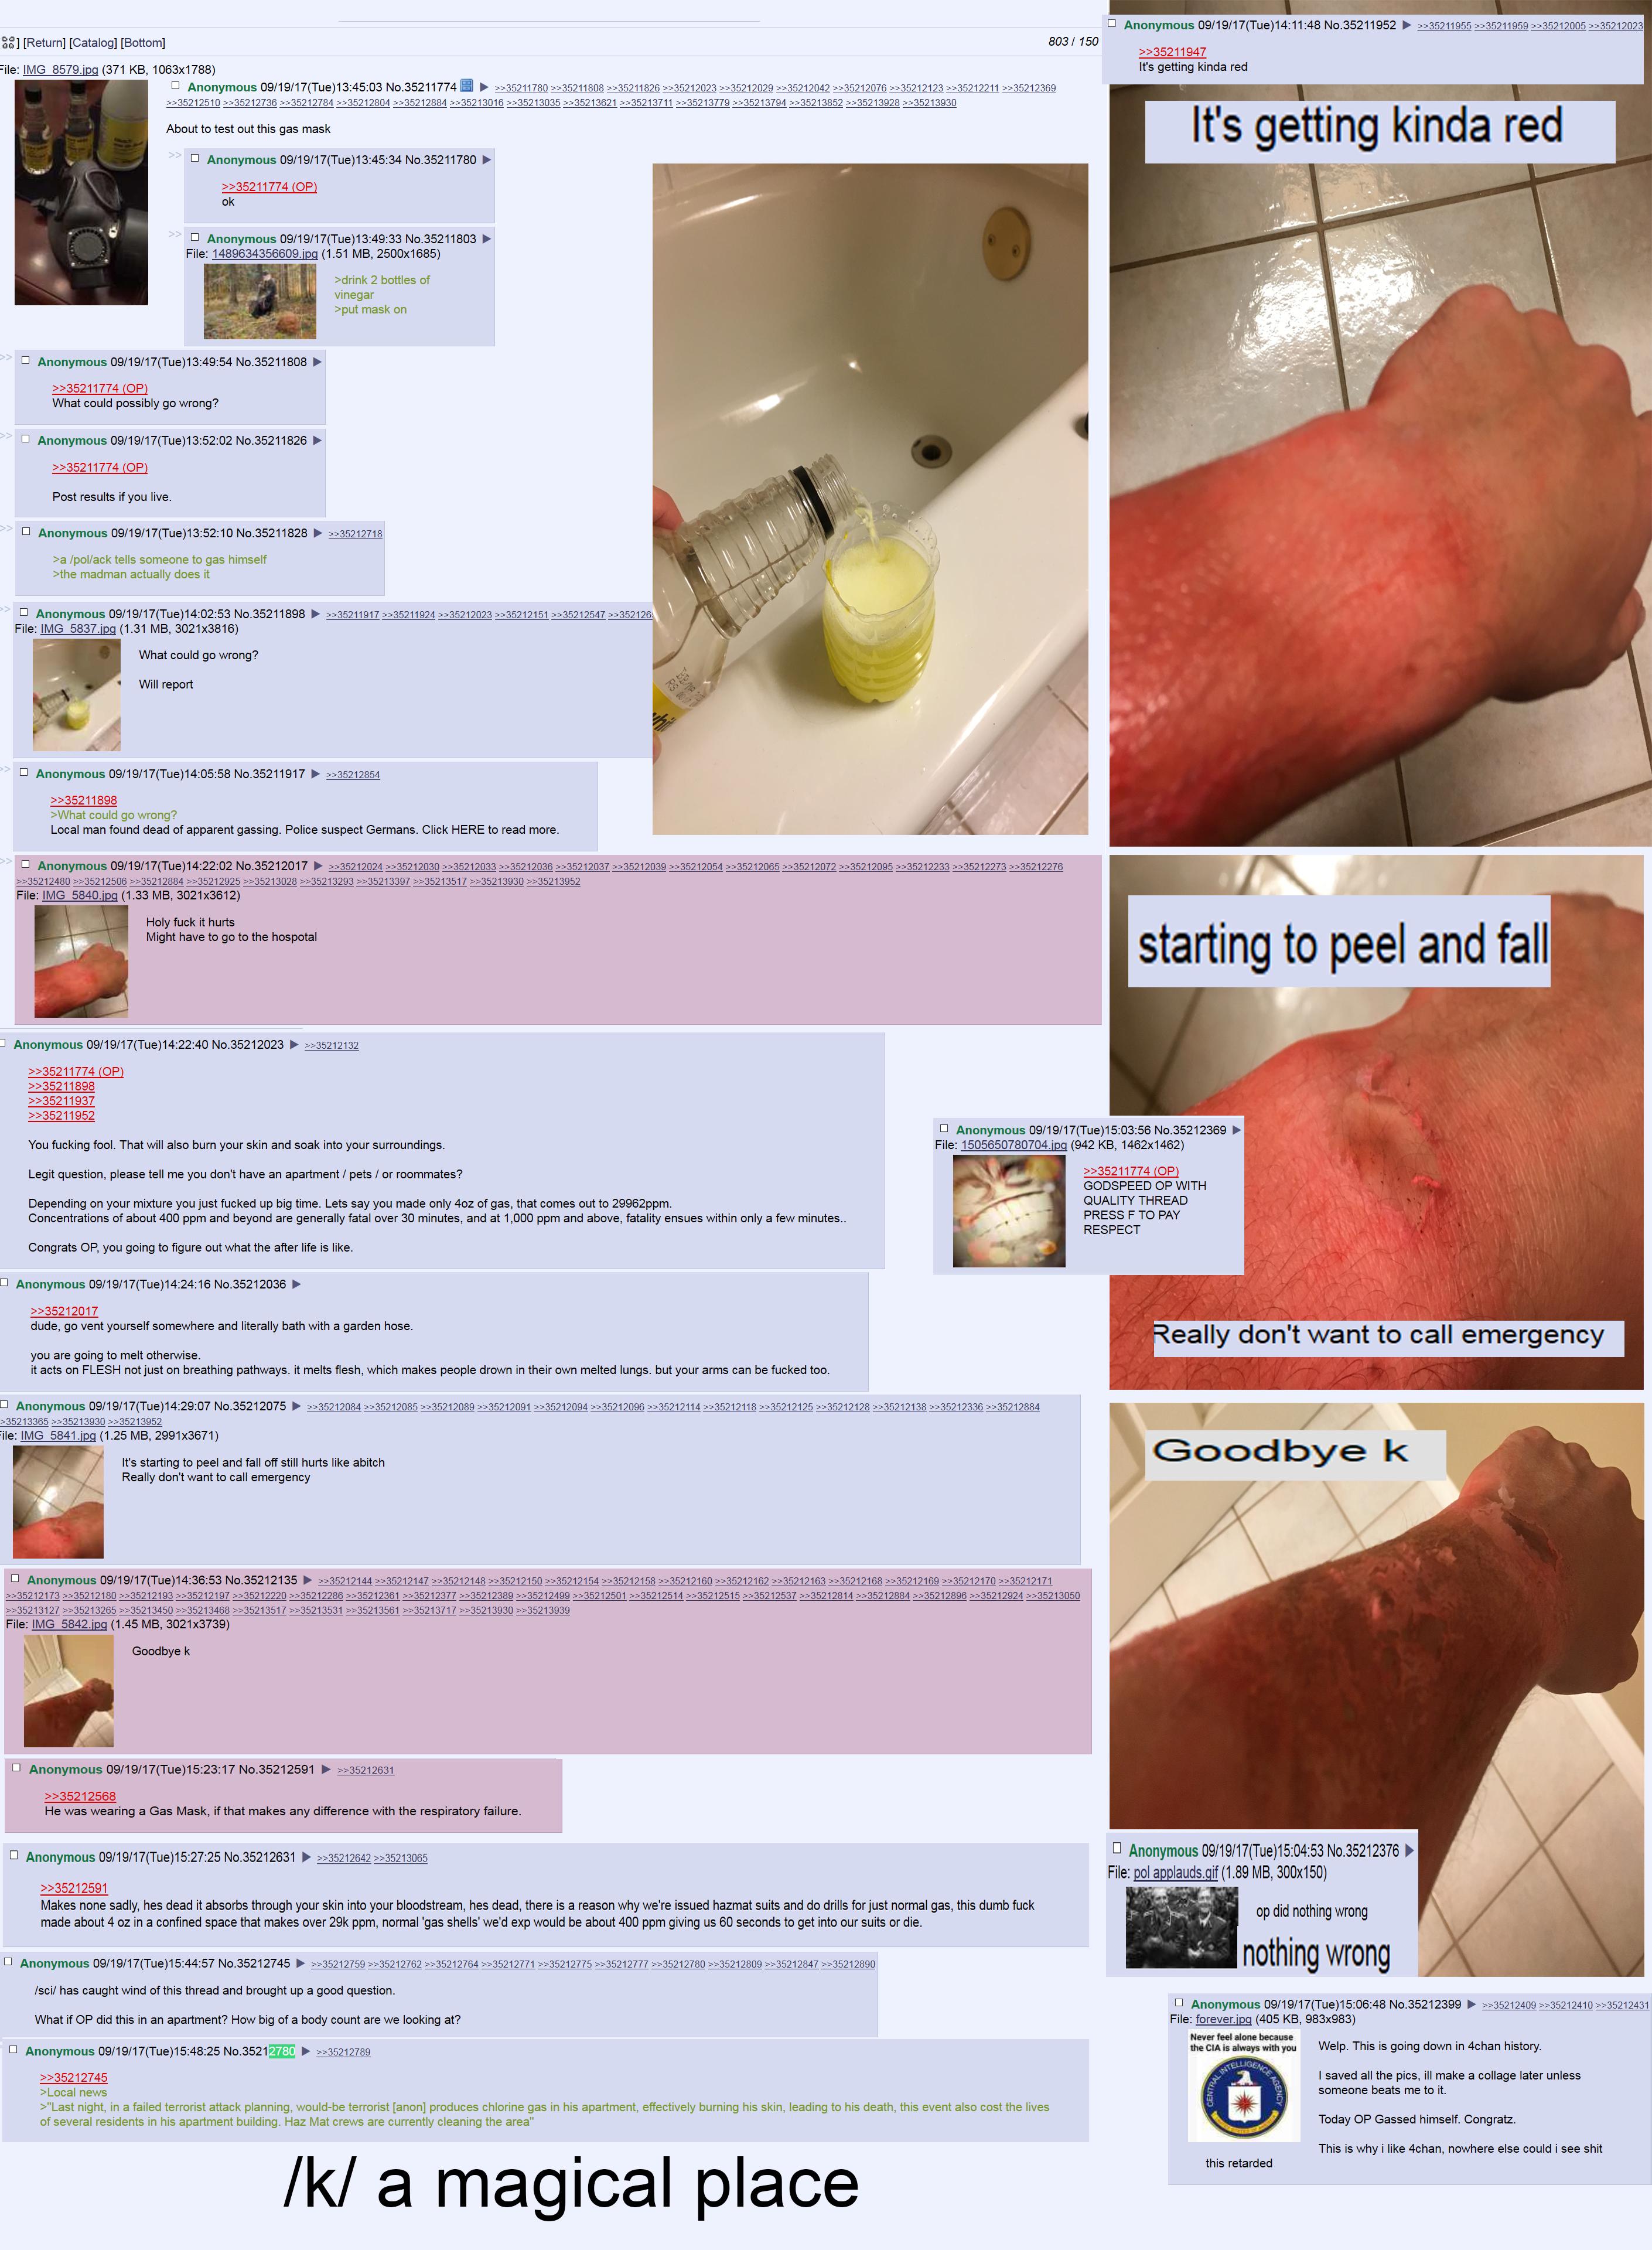 [Return] [Catalog] [Bottom]
803 / 150
File: IMG_8579.jpg (371 KB, 1063x1788)
Anonymous 09/19/17(Tue)13:45:03 No.35211774 ▶ >>35211780 >>35211808 >>35211826 >>35212023 >>35212029 >>35212042 >>35212076 >>35212123 >>35212211 >>35212369
>>35212510 >>35212736 >>35212784 >>35212804 >>35212884 >>35213016 >>35213035 >>35213621 >>35213711 >>35213779 >>35213794 >>35213852 >>35213928 >>35213930
About to test out this gas mask
>> Anonymous 09/19/17(Tue)13:45:34 No.35211780 ▶
>>35211774 (OP)
ok
>> Anonymous 09/19/17(Tue)13:49:33 No.35211803 ▶
File: 1489634356609.jpg (1.51 MB, 2500x1685)
>drink 2 bottles of
vinegar
>put mask on
>> Anonymous 09/19/17(Tue)13:49:54 No.35211808 ▶
>>35211774 (OP)
What could possibly go wrong?
>> Anonymous 09/19/17(Tue)13:52:02 No.35211826 ▶
>>35211774 (OP)
Post results if you live.
>> Anonymous 09/19/17(Tue)13:52:10 No.35211828 ▶ >>35212718
>a /pol/ack tells someone to gas himself
>the madman actually does it
>> Anonymous 09/19/17(Tue)14:02:53 No.35211898 ▶ >>35211917 >>35211924 >>35212023 >>35212151 >>35212547 >>351226
File: IMG_5837.jpg (1.31 MB, 3021x3816)
What could go wrong?
Will report
>> Anonymous 09/19/17(Tue)14:05:58 No.35211917 ▶ >>35212854
>>35211898
>What could go wrong?
Local man found dead of apparent gassing. Police suspect Germans. Click HERE to read more.
>> Anonymous 09/19/17(Tue)14:22:02 No.35212017 ▶ >>35212024 >>35212030 >>35212033 >>35212036 >>35212037 >>35212039 >>35212054 >>35212065 >>35212072 >>35212095 >>35212233 >>35212273 >>35212276
>>35212480 >>35212506 >>35212884 >>35212925 >>35213028 >>35213293 >>35213397 >>35213517 >>35213930 >>35213952
File: IMG_5840.jpg (1.33 MB, 3021x3612)
Holy fuck it hurts
Might have to go to the hospotal
Anonymous 09/19/17(Tue)14:22:40 No.35212023 ▶ >>35212132
>>35211774 (OP)
>>35211898
>>35211937
>>35211952
You fucking fool. That will also burn your skin and soak into your surroundings.
Legit question, please tell me you don't have an apartment / pets / or roommates?
Depending on your mixture you just fucked up big time. Lets say you made only 4oz of gas, that comes out to 29962ppm.
Concentrations of about 400 ppm and beyond are generally fatal over 30 minutes, and at 1,000 ppm and above, fatality ensues within only a few minutes..
Congrats OP, you going to figure out what the after life is like.
Anonymous 09/19/17(Tue)14:24:16 No.35212036 ▶
>>35212017
dude, go vent yourself somewhere and literally bath with a garden hose.
you are going to melt otherwise.
it acts on FLESH not just on breathing pathways. it melts flesh, which makes people drown in their own melted lungs. but your arms can be fucked too.
Anonymous 09/19/17(Tue)14:29:07 No.35212075 ▶ >>35212084 >>35212085 >>35212089 >>35212091 >>35212094 >>35212096 >>35212114 >>35212118 >>35212125 >>35212128 >>35212138 >>35212336 >>35212884
>35213365 >>35213930 >>35213952
File: IMG_5841.jpg (1.25 MB, 2991x3671)
It's starting to peel and fall off still hurts like abitch
Really don't want to call emergency
Anonymous 09/19/17(Tue)14:36:53 No.35212135 ▶ >>35212144 >>35212147 >>35212148 >>35212150 >>35212154 >>35212158 >>35212160 >>35212162 >>35212163 >>35212168 >>35212169 >>35212170 >>35212171
>>35212173 >>35212180 >>35212193 >>35212197 >>35212220 >>35212286 >>35212361 >>35212377 >>35212389 >>35212499 >>35212501 >>35212514 >>35212515 >>35212537 >>35212814 >>35212884 >>35212896 >>35212924 >>35213050
>>35213127 >>35213265 >>35213450 >>35213468 >>35213517 >>35213531 >>35213561 >>35213717 >>35213930 >>35213939
File: IMG_5842.jpg (1.45 MB, 3021x3739)
Goodbye k
Anonymous 09/19/17(Tue)15:23:17 No.35212591 ▶ >>35212631
>>35212568
He was wearing a Gas Mask, if that makes any difference with the respiratory failure.
Anonymous 09/19/17(Tue)15:27:25 No.35212631 ▶ >>35212642 >>35213065
>>35212591
Makes none sadly, hes dead it absorbs through your skin into your bloodstream, hes dead, there is a reason why we're issued hazmat suits and do drills for just normal gas, this dumb fuck
made about 4 oz in a confined space that makes over 29k ppm, normal 'gas shells' we'd exp would be about 400 ppm giving us 60 seconds to get into our suits or die.
Anonymous 09/19/17(Tue)15:44:57 No.35212745 ▶ >>35212759 >>35212762 >>35212764 >>35212771 >>35212775 >>35212777 >>35212780 >>35212809 >>35212847 >>35212890
/sci/ has caught wind of this thread and brought up a good question.
What if OP did this in an apartment? How big of a body count are we looking at?
Anonymous 09/19/17(Tue)15:48:25 No.35212780 ▶ >>35212789
>>35212745
>Local news
>"Last night, in a failed terrorist attack planning, would-be terrorist [anon] produces chlorine gas in his apartment, effectively burning his skin, leading to his death, this event also cost the lives
of several residents in his apartment building. Haz Mat crews are currently cleaning the area"
/k/ a magical place
Anonymous 09/19/17(Tue)14:11:48 No.35211952 ▶ >>35211955 >>35211959 >>35212005 >>35212023
>>35211947
It's getting kinda red
It's getting kinda red
starting to peel and fall
Anonymous 09/19/17(Tue)15:03:56 No.35212369 ▶
File: 1505650780704.jpg (942 KB, 1462x1462)
>>35211774 (OP)
GODSPEED OP WITH
QUALITY THREAD
PRESS F TO PAY
RESPECT
Really don't want to call emergency
Goodbye k
Anonymous 09/19/17(Tue)15:04:53 No.35212376 ▶
File: pol applauds.gif (1.89 MB, 300x150)
op did nothing wrong
nothing wrong
Anonymous 09/19/17(Tue)15:06:48 No.35212399 ▶ >>35212409 >>35212410 >>35212431
File: forever.jpg (405 KB, 983x983)
Never feel alone because
the CIA is always with you
CENTRAL INTELLIGENCE AGENCY
Welp. This is going down in 4chan history.
I saved all the pics, ill make a collage later unless
someone beats me to it.
Today OP Gassed himself. Congratz.
This is why i like 4chan, nowhere else could i see shit
this retarded